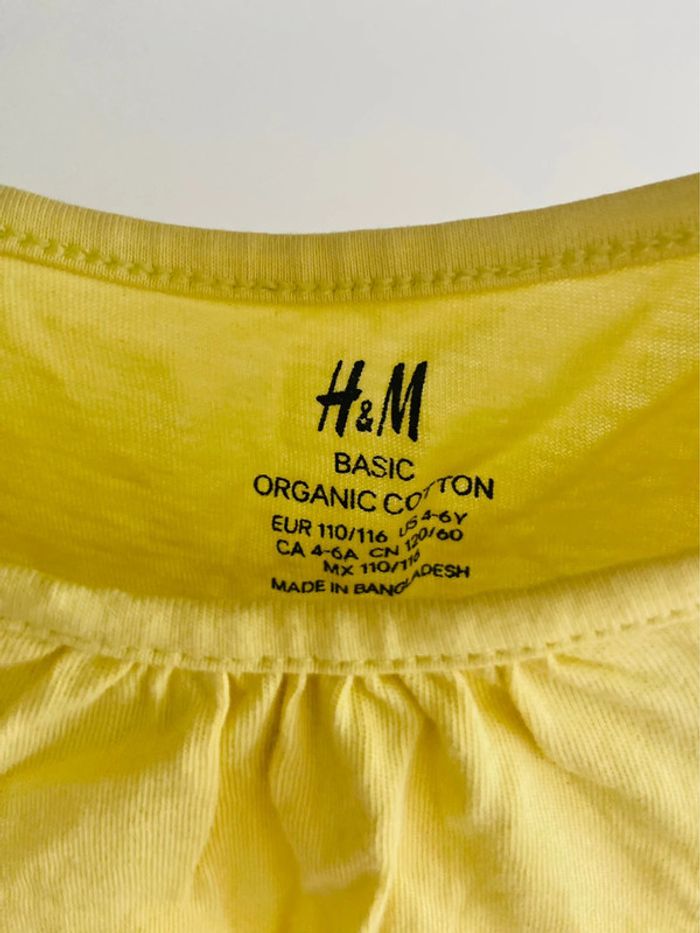 H&M
BASIC
ORGANIC COTTON
EUR 110/116 US 4-6Y
CA 4-6A CN 120/60
MX 110/116
MADE IN BANGLADESH